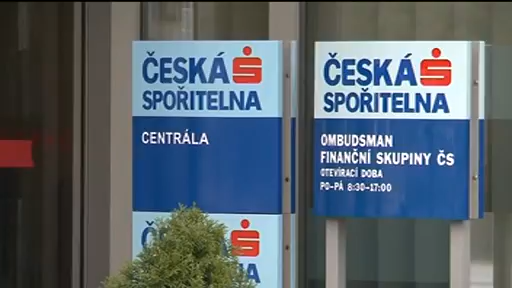 ČESKÁ
SPOŘITELNA
CENTRÁLA
ČESKÁ
SPOŘITELNA
OMBUDSMAN
FINANČNÍ SKUPINY ČS
OTEVÍRACÍ DOBA
PO-PÁ 8:30-17:00